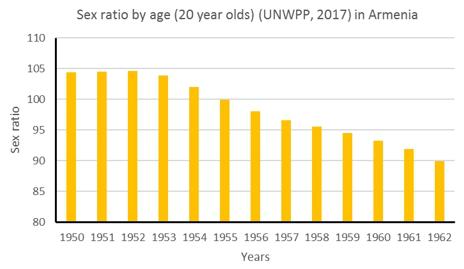 Sex ratio by age (20 year olds) (UNWPP, 2017) in Armenia
110
105
100
95
90
85
80
Sex ratio
1950 1951 1952 1953 1954 1955 1956 1957 1958 1959 1960 1961 1962
Years